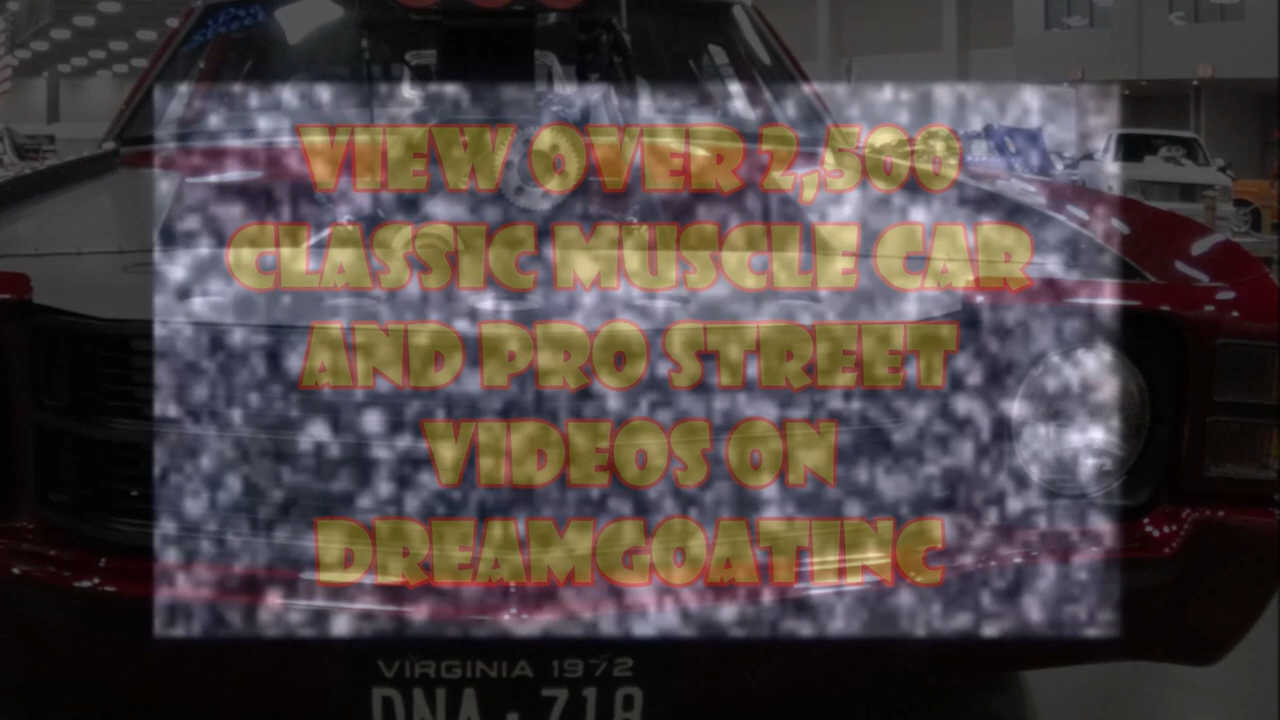 VIEW OVER 2,500
CLASSIC MUSCLE CAR
AND PRO STREET
VIDEOS ON
DREAMGOATINC
VIRGINIA 1972